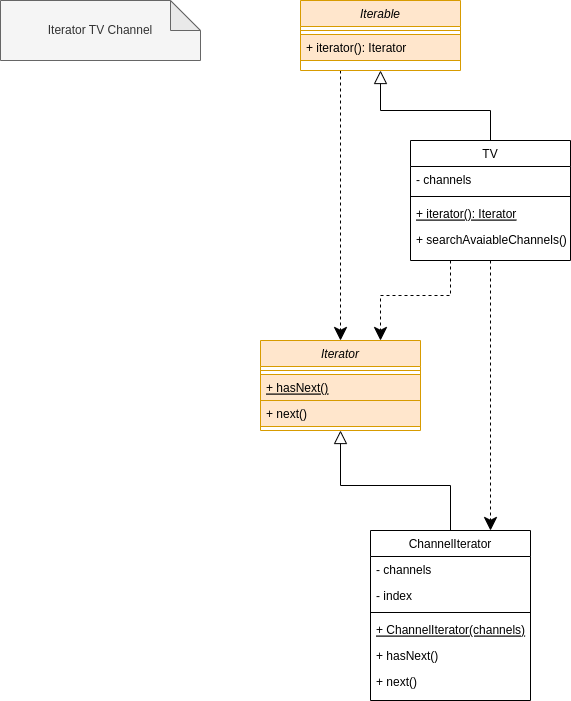 Iterator TV Channel
Iterable
+ iterator(): Iterator
TV
- channels
+ iterator(): Iterator
+ searchAvaiableChannels()
Iterator
+ hasNext()
+ next()
ChannelIterator
- channels
- index
+ ChannelIterator(channels)
+ hasNext()
+ next()